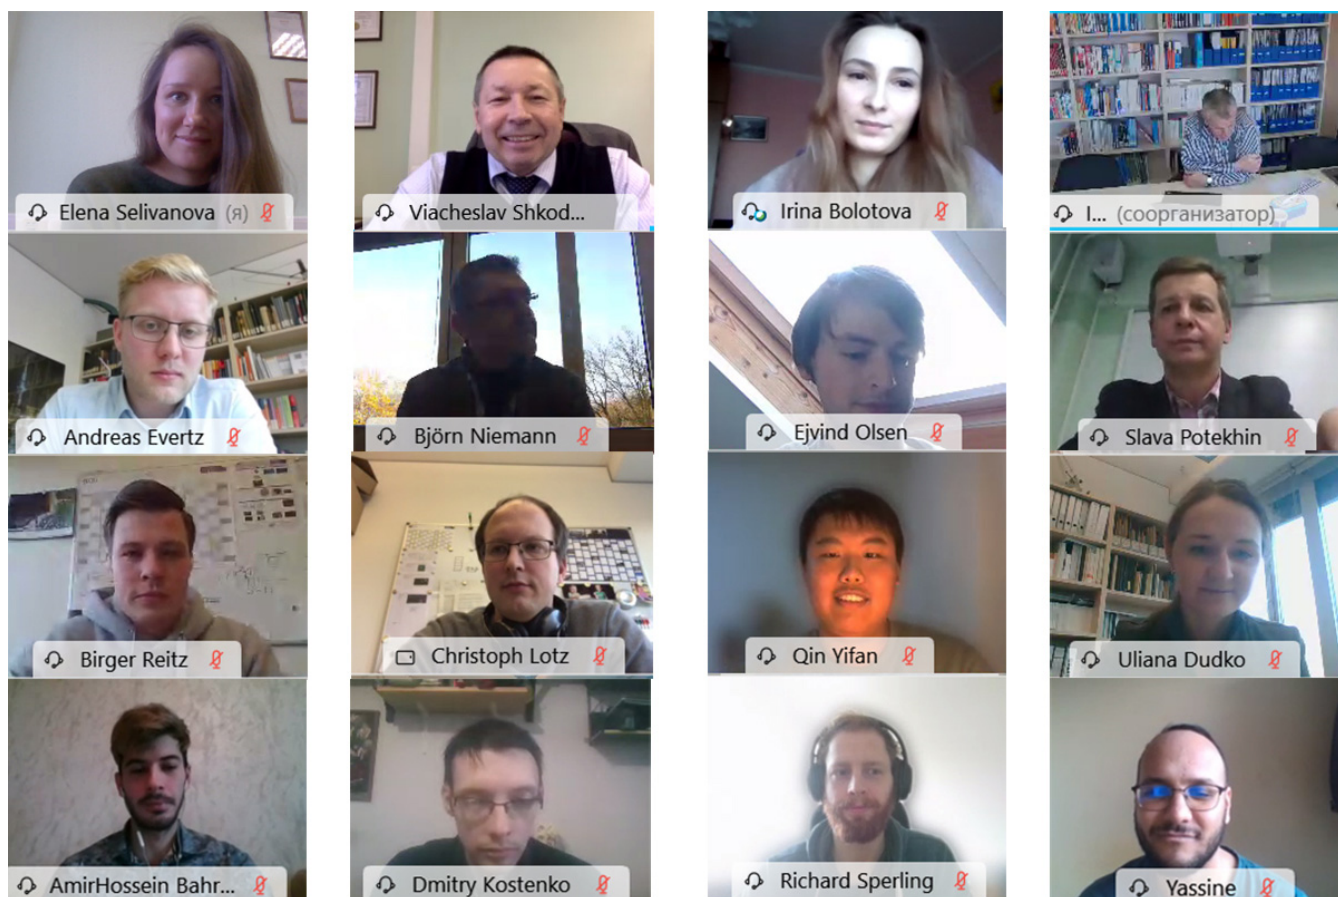 Elena Selivanova (я)
Viacheslav Shkod...
Irina Bolotova
I... (соорганизатор)
Andreas Evertz
Björn Niemann
Ejvind Olsen
Slava Potekhin
Birger Reitz
Christoph Lotz
Qin Yifan
Uliana Dudko
AmirHossein Bahr...
Dmitry Kostenko
Richard Sperling
Yassine